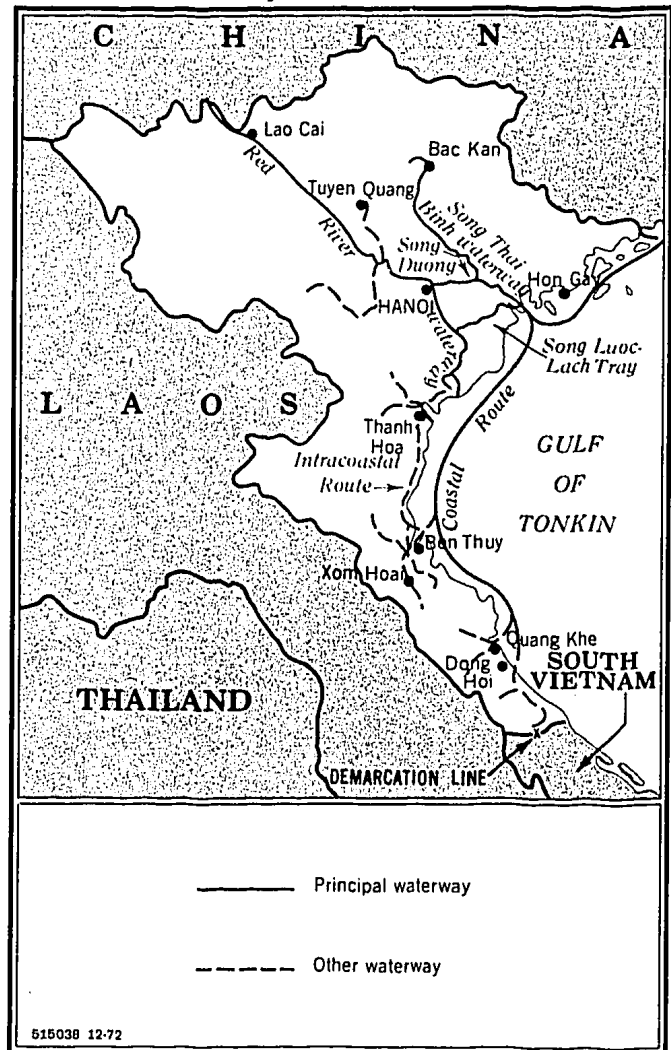 CHINA
Lao Cai
Bac Kan
Red
River
Tuyen Quang
Song Thai
Binh waterway
Song
Duong
Hon Gay
HANOI
waterway
Song Luoc-
Lach Tray
LAOS
Thanh
Hoa
Coastal
Route
Intracoastal
Route
GULF
OF
TONKIN
Ben Thuy
Xom Hoai
Quang Khe
Dong
Hoi
SOUTH
VIETNAM
THAILAND
DEMARCATION LINE
Principal waterway
Other waterway
515038 12-72